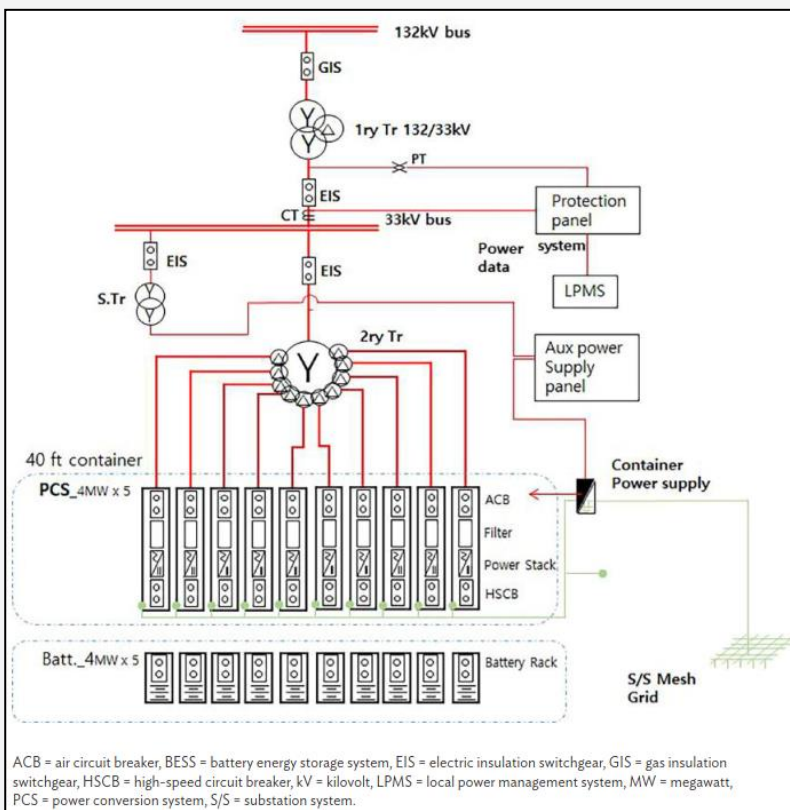 132kV bus
GIS
1ry Tr 132/33kV
PT
EIS
CT
33kV bus
Protection
panel
system
Power
data
LPMS
EIS
EIS
S.Tr
2ry Tr
Aux power
Supply
panel
40 ft container
Container
Power supply
PCS_4MW x 5
ACB
Filter
Power Stack
HSCB
Batt._4MW x 5
Battery Rack
S/S Mesh
Grid
ACB = air circuit breaker, BESS = battery energy storage system, EIS = electric insulation switchgear, GIS = gas insulation
switchgear, HSCB = high-speed circuit breaker, kV = kilovolt, LPMS = local power management system, MW = megawatt,
PCS = power conversion system, S/S = substation system.